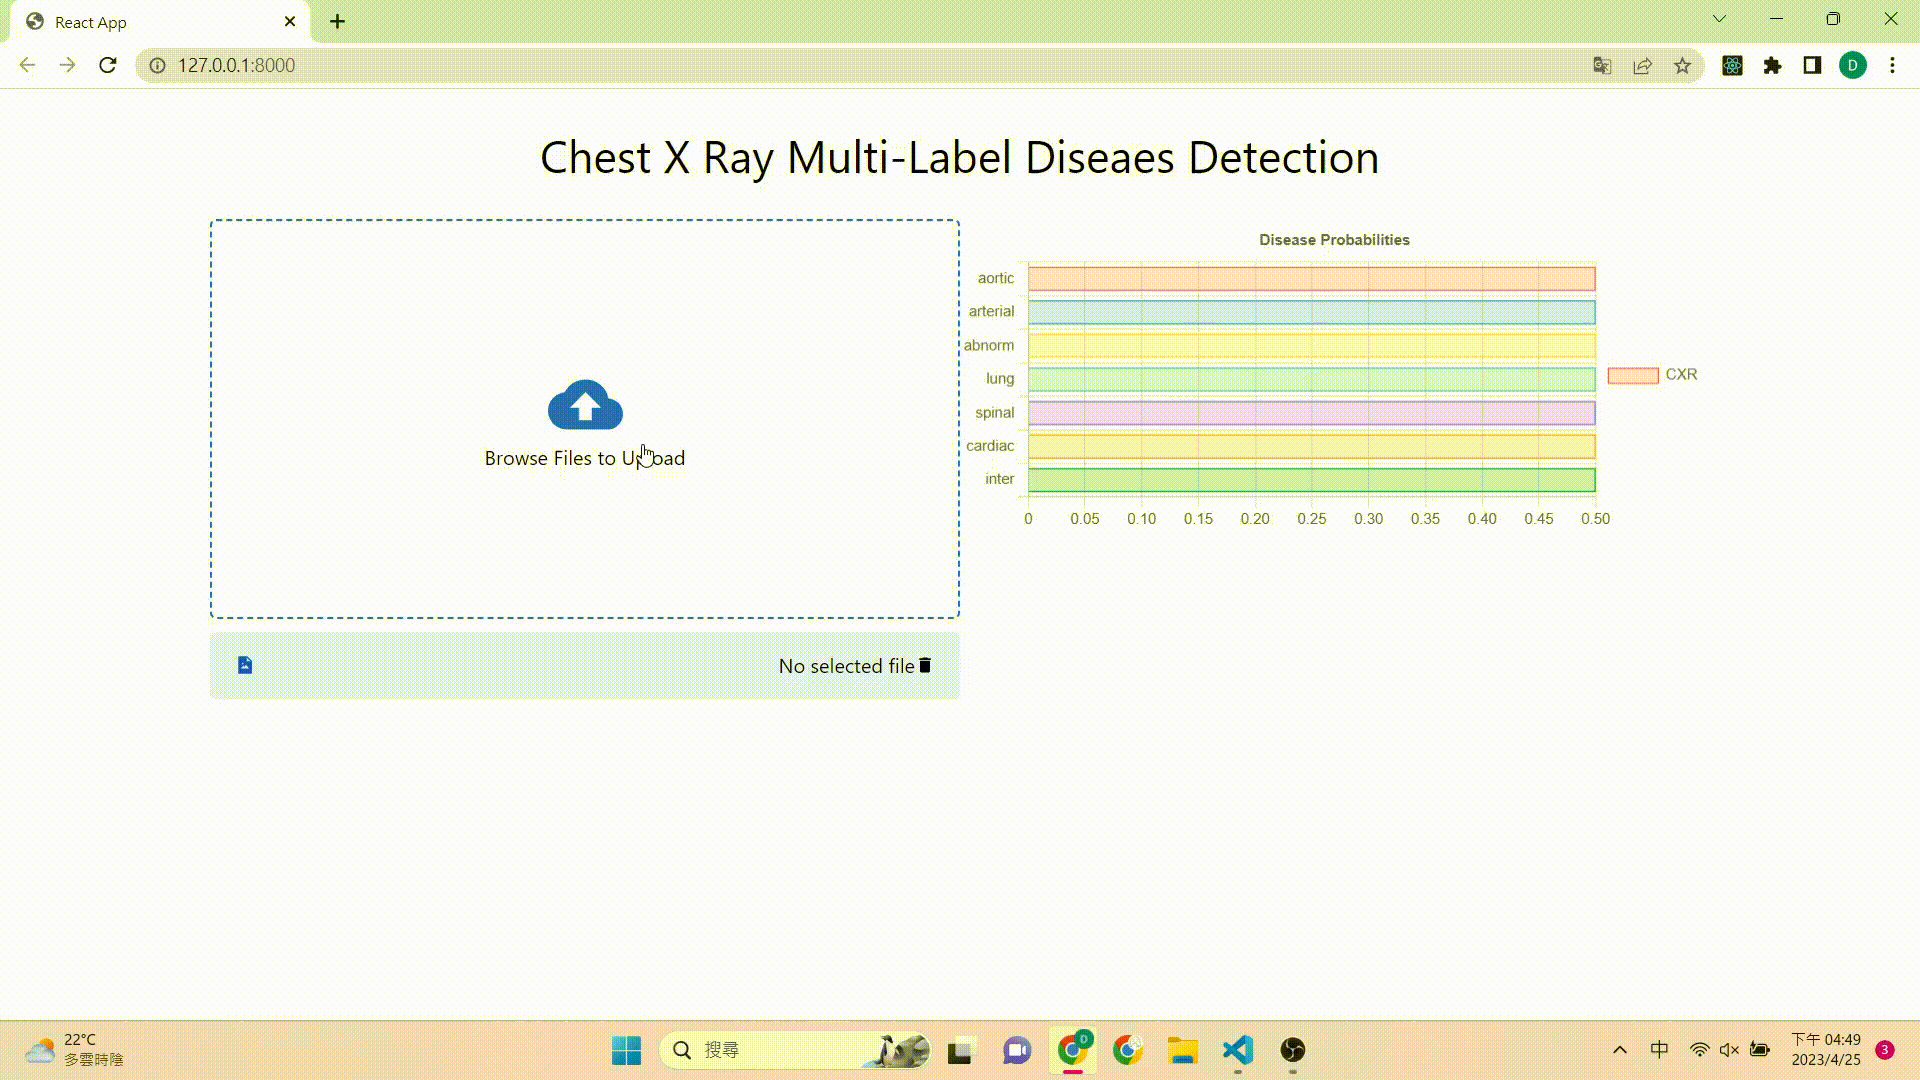 React App
127.0.0.1:8000
D
Chest X Ray Multi-Label Diseaes Detection
Browse Files to Upload
No selected file
Disease Probabilities
aortic
arterial
abnorm
lung
spinal
cardiac
inter
0 0.05 0.10 0.15 0.20 0.25 0.30 0.35 0.40 0.45 0.50
CXR
22°C
多雲時陰
搜尋
D
中
下午 04:49
2023/4/25
3